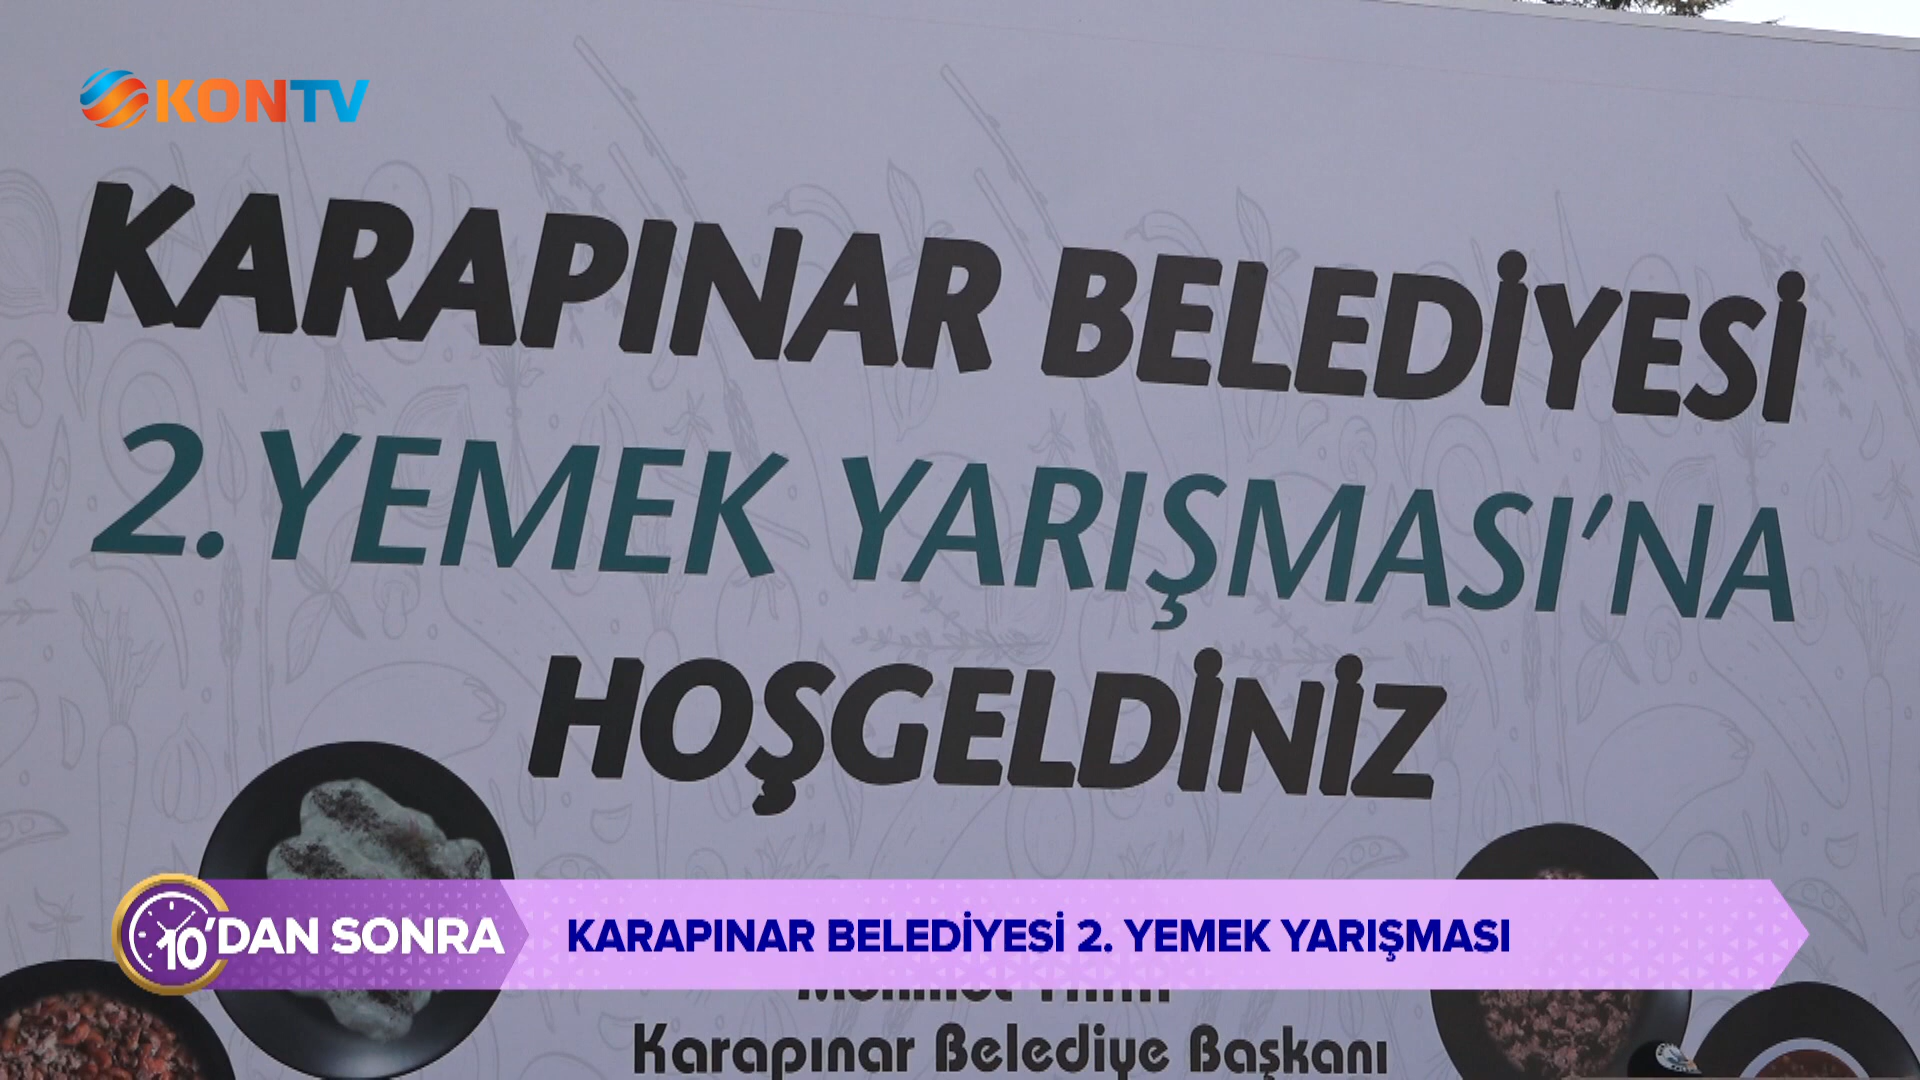 KONTV
KARAPINAR BELEDİYESİ
2. YEMEK YARIŞMASI'NA
HOŞGELDİNİZ
10'DAN SONRA
KARAPINAR BELEDİYESİ 2. YEMEK YARIŞMASI
Karapınar Belediye Başkanı